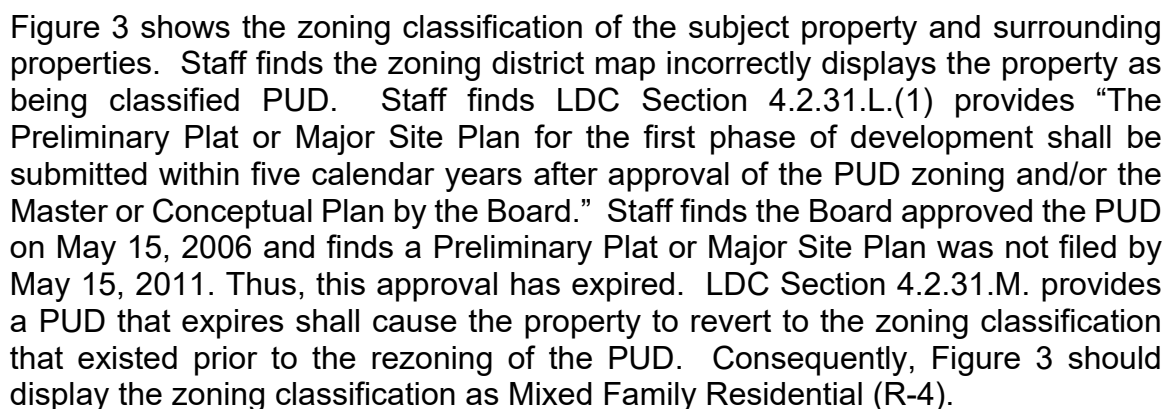 Figure 3 shows the zoning classification of the subject property and surrounding
properties. Staff finds the zoning district map incorrectly displays the property as
being classified PUD. Staff finds LDC Section 4.2.31.L.(1) provides “The
Preliminary Plat or Major Site Plan for the first phase of development shall be
submitted within five calendar years after approval of the PUD zoning and/or the
Master or Conceptual Plan by the Board.” Staff finds the Board approved the PUD
on May 15, 2006 and finds a Preliminary Plat or Major Site Plan was not filed by
May 15, 2011. Thus, this approval has expired. LDC Section 4.2.31.M. provides
a PUD that expires shall cause the property to revert to the zoning classification
that existed prior to the rezoning of the PUD. Consequently, Figure 3 should
display the zoning classification as Mixed Family Residential (R-4).